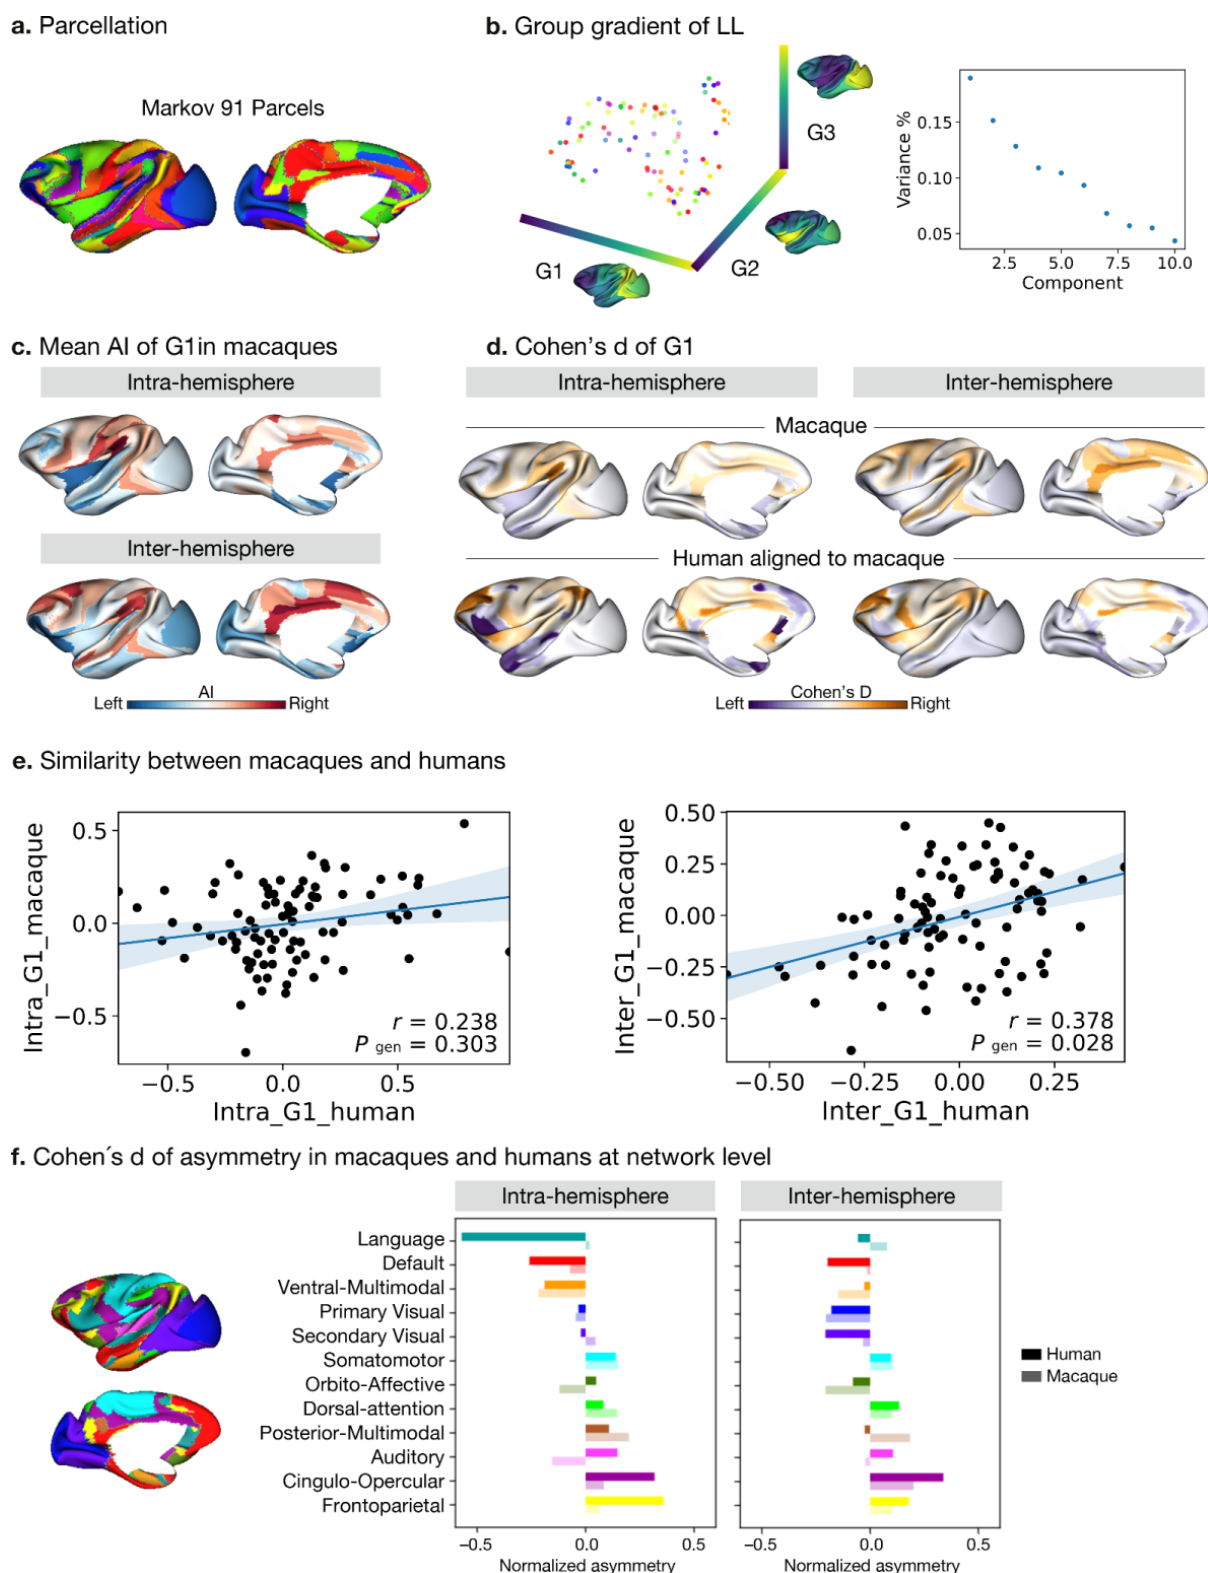 a. Parcellation
Markov 91 Parcels
b. Group gradient of LL
G3
G1
G2
Variance %
0.15
0.10
0.05
2.5 5.0 7.5 10.0
Component
c. Mean AI of G1in macaques
Intra-hemisphere
Inter-hemisphere
AI
Left Right
d. Cohen's d of G1
Intra-hemisphere Inter-hemisphere
Macaque
Human aligned to macaque
Cohen's D
Left Right
e. Similarity between macaques and humans
Intra_G1_macaque
0.5
0.0
−0.5
r = 0.238
P gen = 0.303
−0.5 0.0 0.5
Intra_G1_human
Inter_G1_macaque
0.50
0.25
0.00
−0.25
−0.50
r = 0.378
P gen = 0.028
−0.50 −0.25 0.00 0.25
Inter_G1_human
f. Cohen´s d of asymmetry in macaques and humans at network level
Intra-hemisphere Inter-hemisphere
Language
Default
Ventral-Multimodal
Primary Visual
Secondary Visual
Somatomotor
Orbito-Affective
Dorsal-attention
Posterior-Multimodal
Auditory
Cingulo-Opercular
Frontoparietal
Human
Macaque
−0.5 0.0 0.5
Normalized asymmetry
−0.5 0.0 0.5
Normalized asymmetry